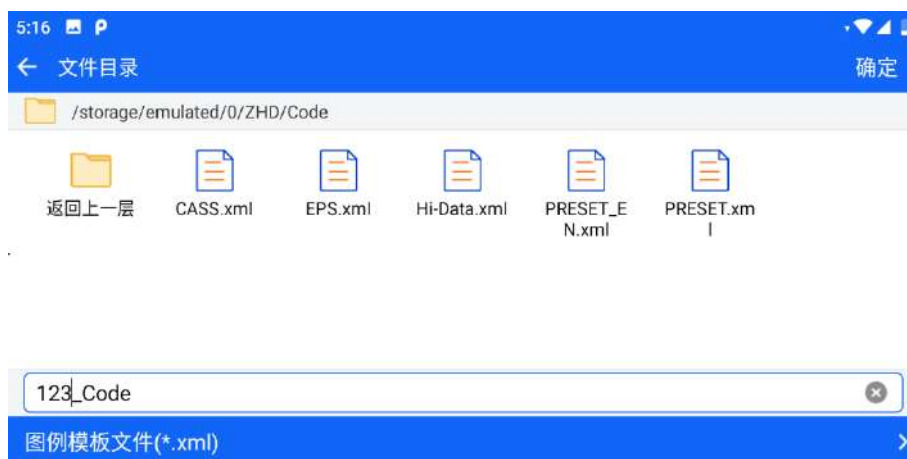 5:16
文件目录
确定
/storage/emulated/0/ZHD/Code
返回上一层
CASS.xml
EPS.xml
Hi-Data.xml
PRESET_E
N.xml
PRESET.xm
l
123_Code
图例模板文件(*.xml)